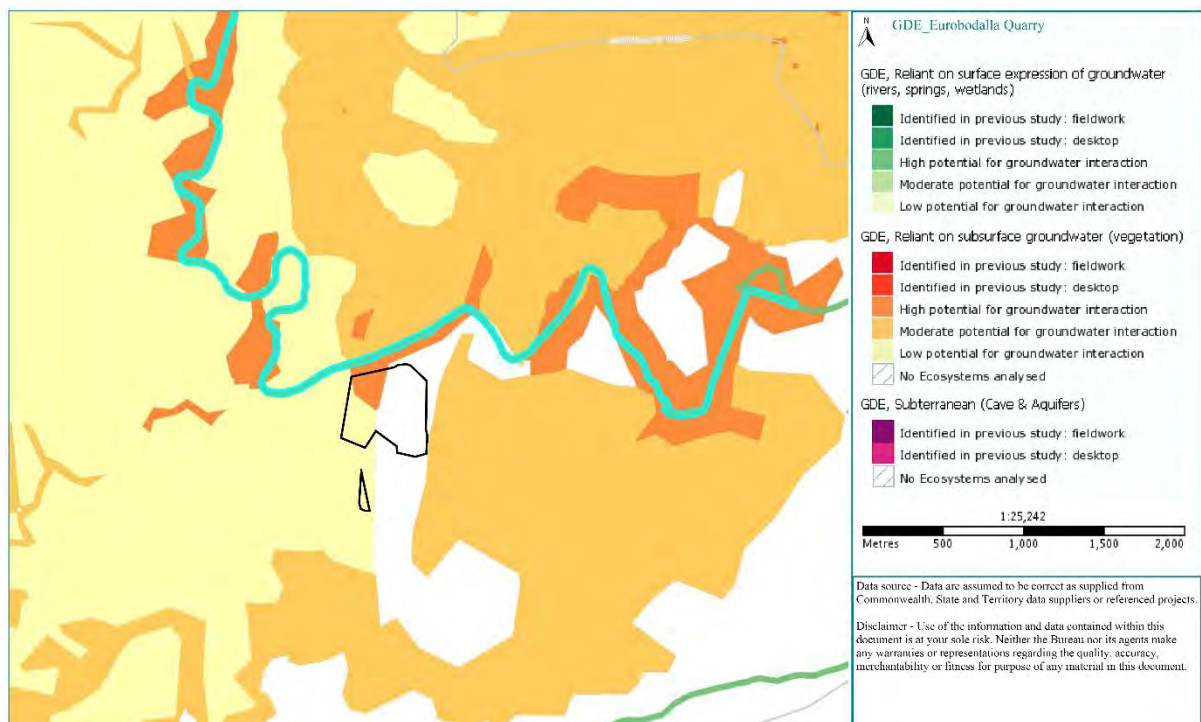 N
GDE_Eurobodalla Quarry
GDE, Reliant on surface expression of groundwater
(rivers, springs, wetlands)
Identified in previous study: fieldwork
Identified in previous study: desktop
High potential for groundwater interaction
Moderate potential for groundwater interaction
Low potential for groundwater interaction
GDE, Reliant on subsurface groundwater (vegetation)
Identified in previous study: fieldwork
Identified in previous study: desktop
High potential for groundwater interaction
Moderate potential for groundwater interaction
Low potential for groundwater interaction
No Ecosystems analysed
GDE, Subterranean (Cave & Aquifers)
Identified in previous study: fieldwork
Identified in previous study: desktop
No Ecosystems analysed
1:25,242
Metres 500 1,000 1,500 2,000
Data source - Data are assumed to be correct as supplied from
Commonwealth, State and Territory data suppliers or referenced projects.
Disclaimer - Use of the information and data contained within this
document is at your sole risk. Neither the Bureau nor its agents make
any warranties or representations regarding the quality, accuracy,
merchantability or fitness for purpose of any material in this document.